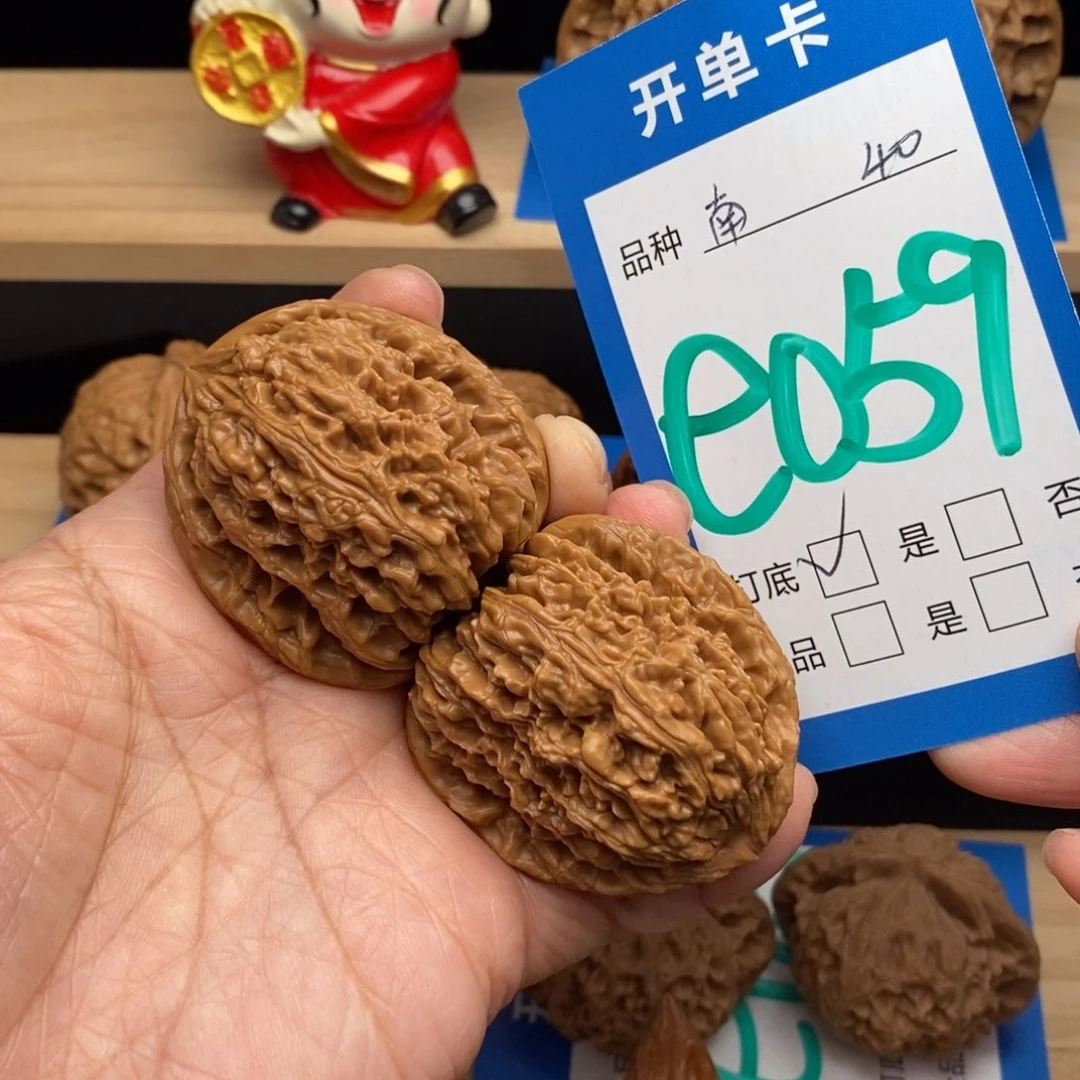 开单卡
品种 南 40
e059
打底 ☑ 是 □ 否
品 □ 是 □